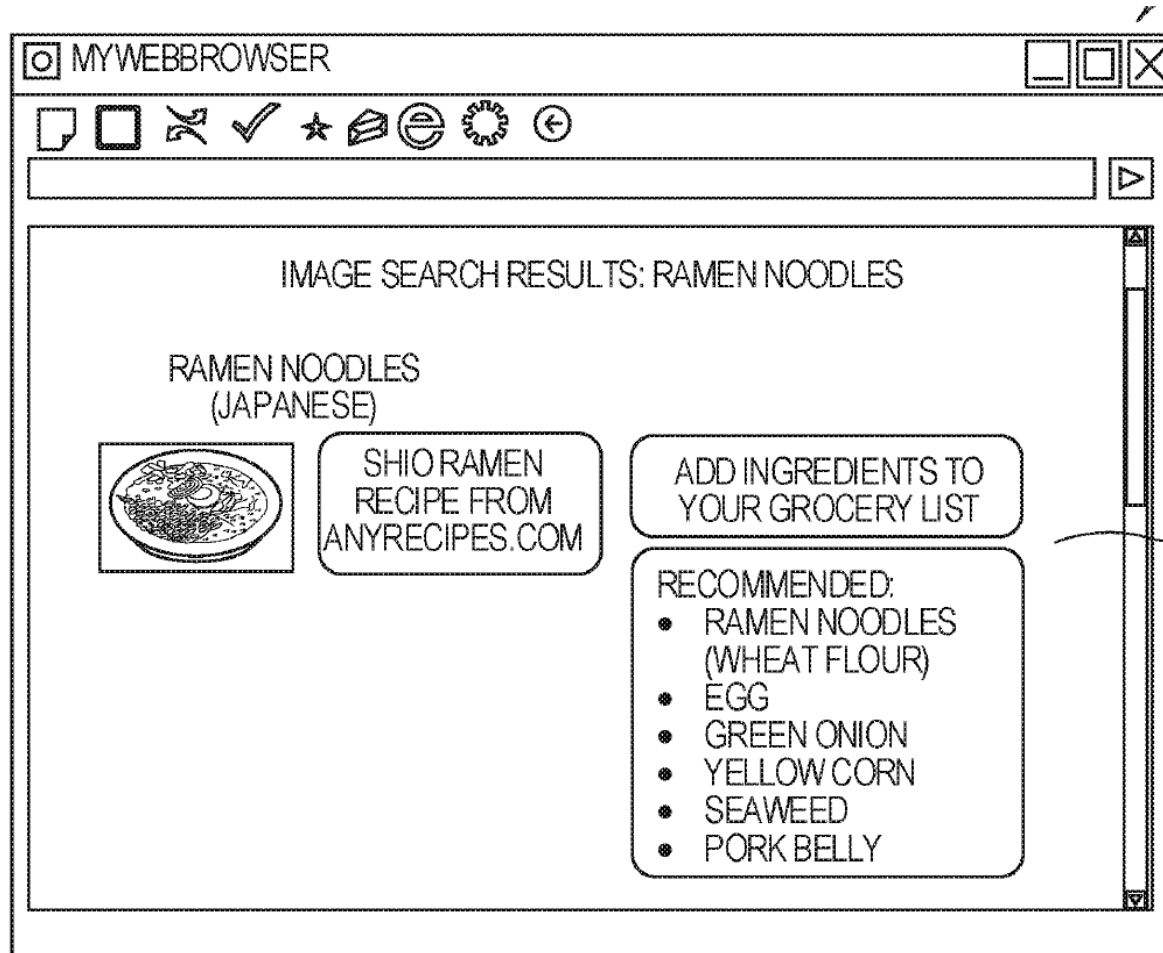 MYWEBBROWSER
IMAGE SEARCH RESULTS: RAMEN NOODLES
RAMEN NOODLES
(JAPANESE)
SHIO RAMEN
RECIPE FROM
ANYRECIPES.COM
ADD INGREDIENTS TO
YOUR GROCERY LIST
RECOMMENDED:
• RAMEN NOODLES
(WHEAT FLOUR)
• EGG
• GREEN ONION
• YELLOW CORN
• SEAWEED
• PORK BELLY